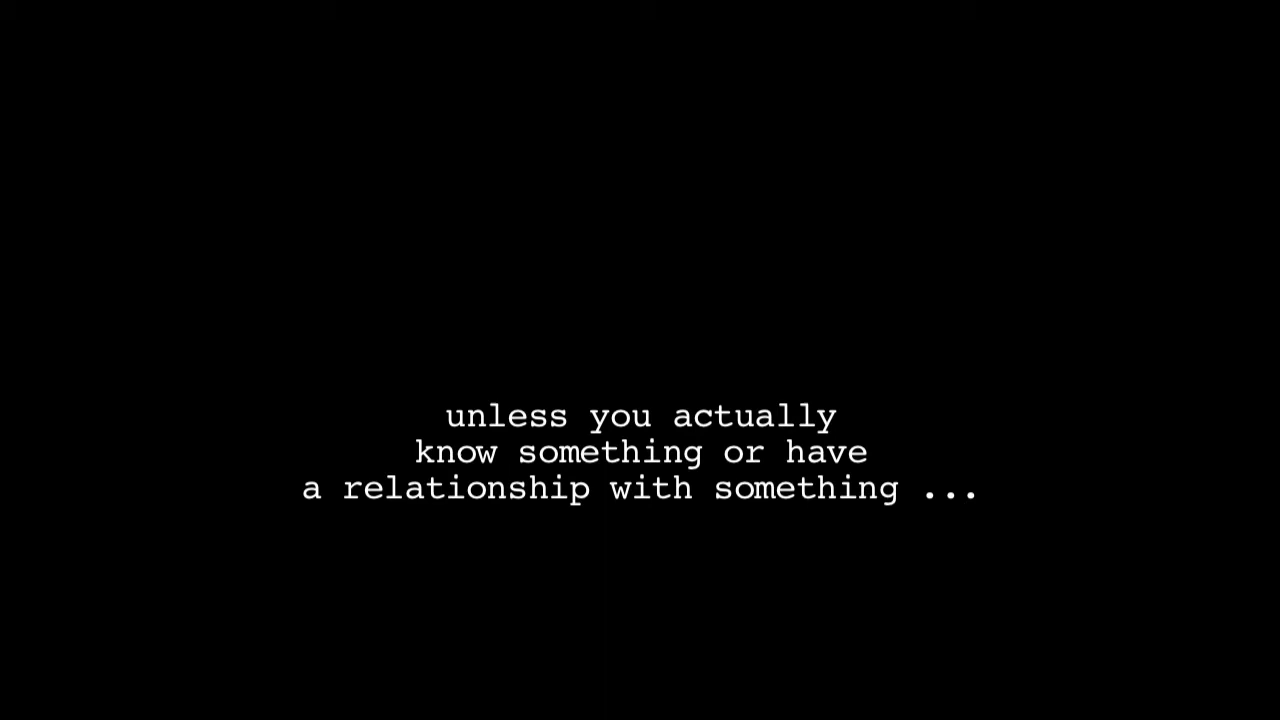 unless you actually
know something or have
a relationship with something ...